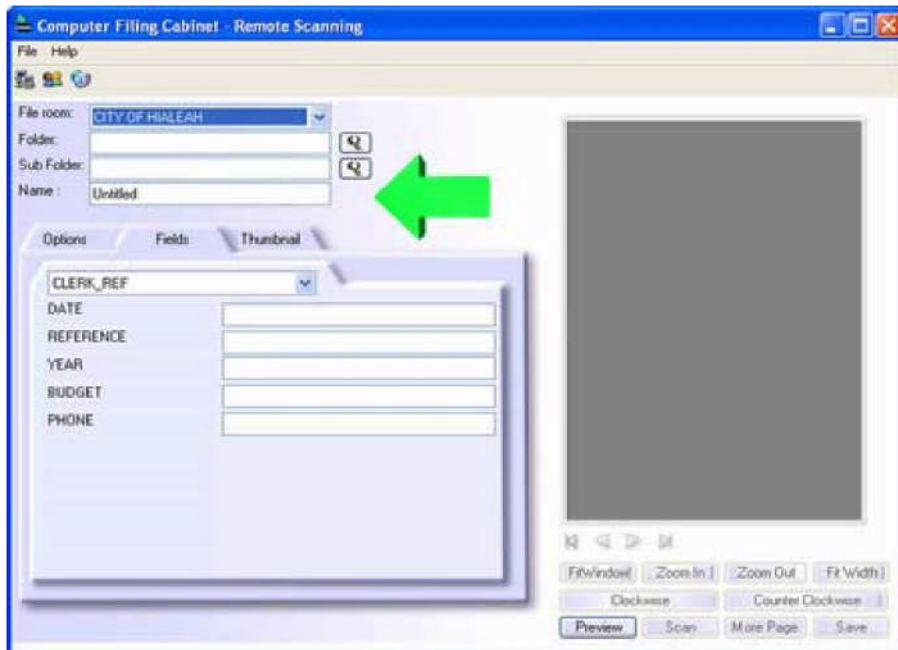 Computer Filing Cabinet - Remote Scanning
File Help
File room: CITY OF HIALEAH
Folder:
Sub Folder:
Name : Untitled
Options Fields Thumbnail
CLERK_REF
DATE
REFERENCE
YEAR
BUDGET
PHONE
FitWindow Zoom In Zoom Out Fit Width
Clockwise Counter Clockwise
Preview Scan More Page Save